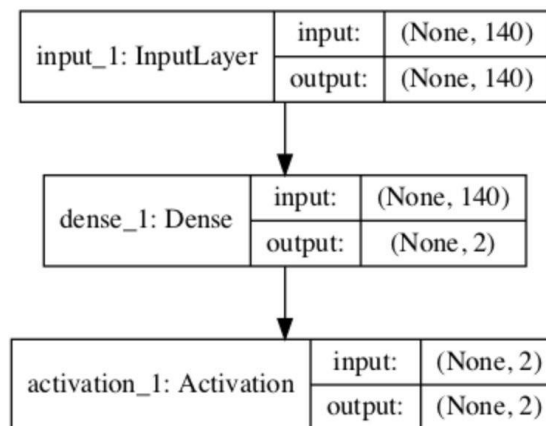 input_1: InputLayer
input: (None, 140)
output: (None, 140)
dense_1: Dense
input: (None, 140)
output: (None, 2)
activation_1: Activation
input: (None, 2)
output: (None, 2)